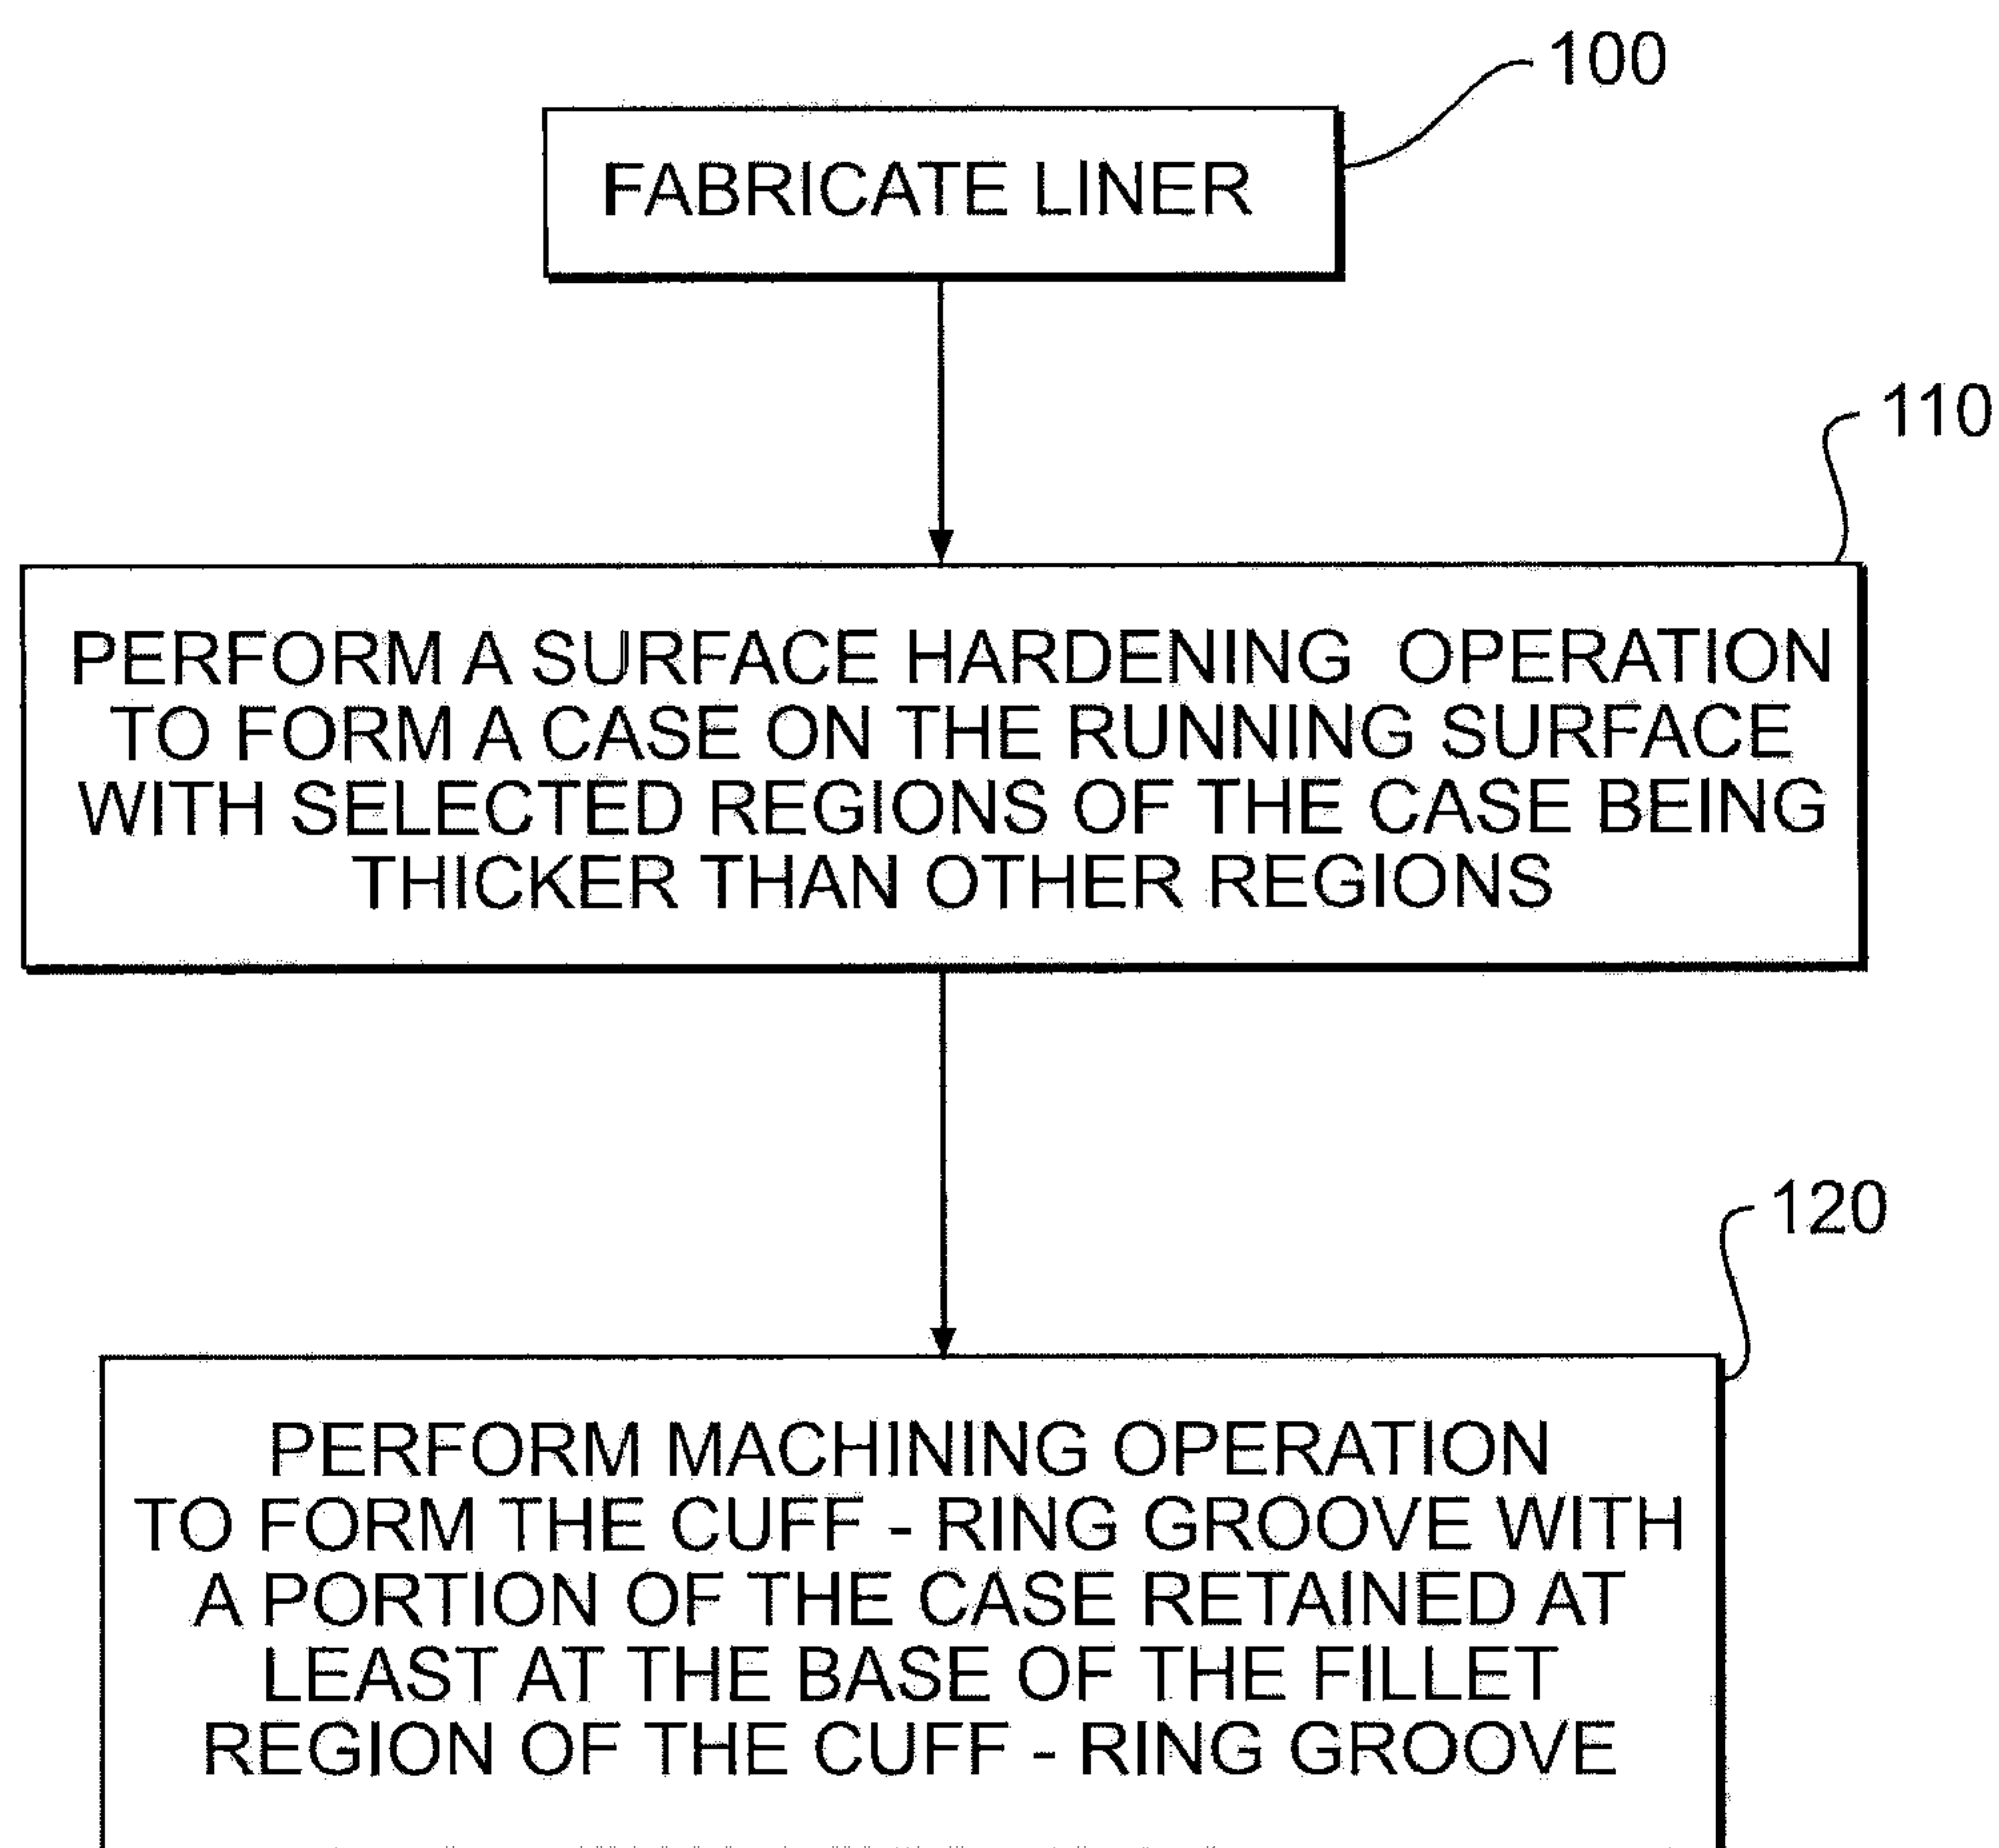 100
FABRICATE LINER
110
PERFORM A SURFACE HARDENING OPERATION
TO FORM A CASE ON THE RUNNING SURFACE
WITH SELECTED REGIONS OF THE CASE BEING
THICKER THAN OTHER REGIONS
120
PERFORM MACHINING OPERATION
TO FORM THE CUFF - RING GROOVE WITH
A PORTION OF THE CASE RETAINED AT
LEAST AT THE BASE OF THE FILLET
REGION OF THE CUFF - RING GROOVE